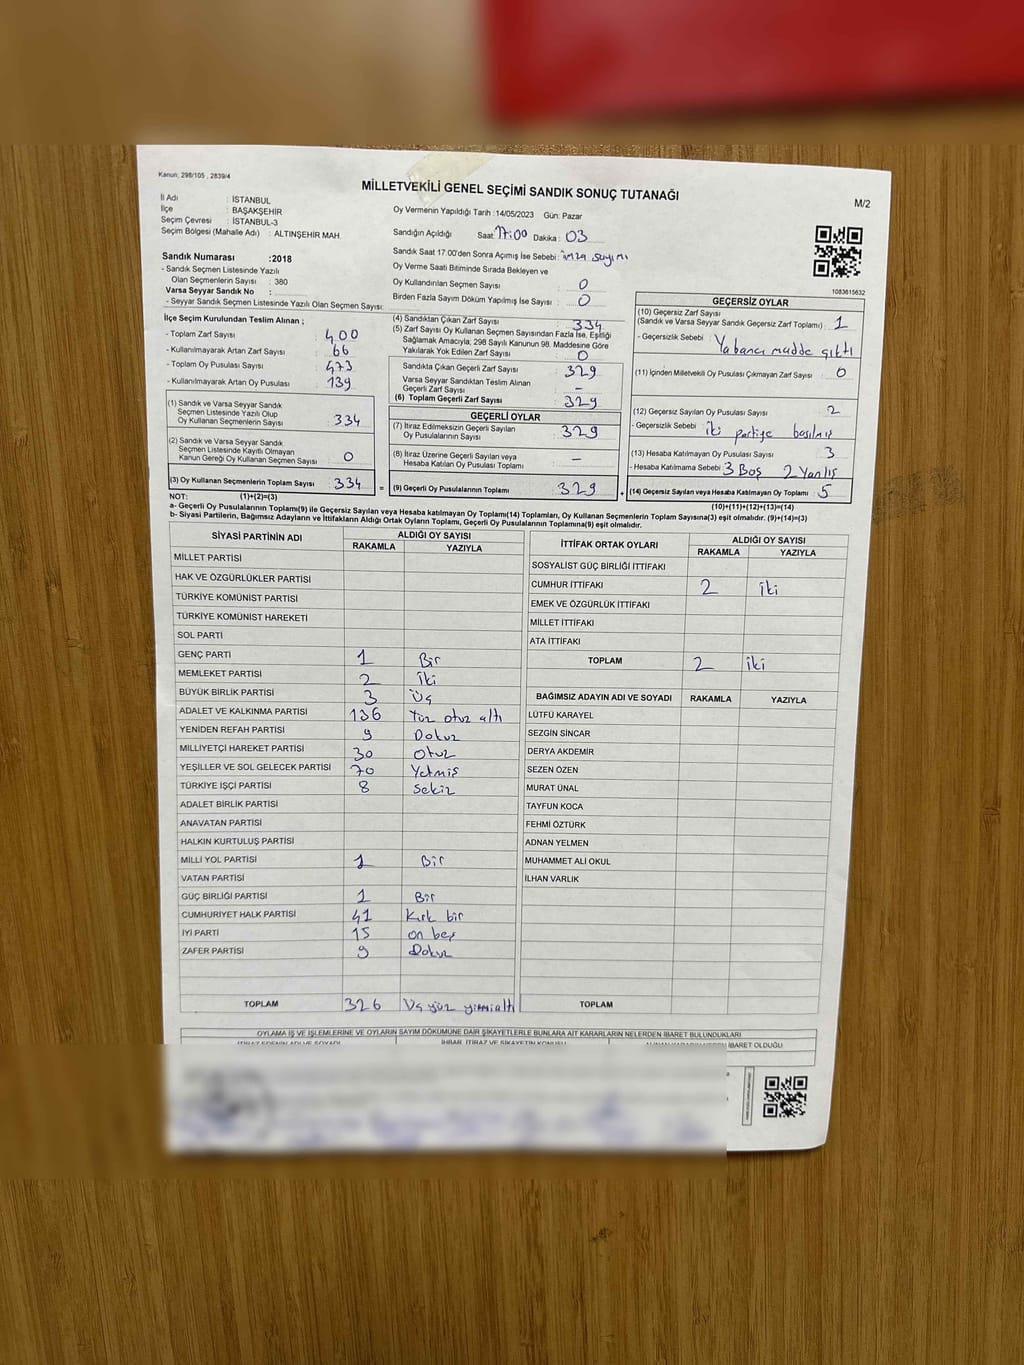 Kanun; 298/105 , 2839/4
MİLLETVEKİLİ GENEL SEÇİMİ SANDIK SONUÇ TUTANAĞI
M/2
İl Adı : İSTANBUL
İlçe : BAŞAKŞEHİR
Seçim Çevresi : İSTANBUL-3
Seçim Bölgesi (Mahalle Adı) : ALTINŞEHİR MAH.
Sandık Numarası :2018
- Sandık Seçmen Listesinde Yazılı
Olan Seçmenlerin Sayısı : 380
Varsa Seyyar Sandık No :
- Seyyar Sandık Seçmen Listesinde Yazılı Olan Seçmen Sayısı:
Oy Vermenin Yapıldığı Tarih :14/05/2023 Gün: Pazar
Sandığın Açıldığı Saat: 17:00 Dakika: 03
Sandık Saat 17.00'den Sonra Açımış İse Sebebi : imza sayımı
Oy Verme Saati Bitiminde Sırada Bekleyen ve
Oy Kullandırılan Seçmen Sayısı : 0
Birden Fazla Sayım Döküm Yapılmış İse Sayısı : 0
1083615632
İlçe Seçim Kurulundan Teslim Alınan ;
- Toplam Zarf Sayısı : 400
- Kullanılmayarak Artan Zarf Sayısı : 66
- Toplam Oy Pusulası Sayısı : 473
- Kullanılmayarak Artan Oy Pusulası Sayısı : 139
(1) Sandık ve Varsa Seyyar Sandık
Seçmen Listesinde Yazılı Olup
Oy Kullanan Seçmenlerin Sayısı : 334
(2) Sandık ve Varsa Seyyar Sandık
Seçmen Listesinde Kayıtlı Olmayan
Kanun Gereği Oy Kullanan Seçmen Sayısı : 0
(3) Oy Kullanan Seçmenlerin Toplam Sayısı : 334
(4) Sandıktan Çıkan Zarf Sayısı : 334
(5) Zarf Sayısı Oy Kullanan Seçmen Sayısından Fazla İse, Eşitliği
Sağlamak Amacıyla; 298 Sayılı Kanunun 98. Maddesine Göre
Yakılarak Yok Edilen Zarf Sayısı : 0
Sandıkta Çıkan Geçerli Zarf Sayısı : 329
Varsa Seyyar Sandıktan Teslim Alınan
Geçerli Zarf Sayısı : -
(6) Toplam Geçerli Zarf Sayısı : 329
GEÇERLİ OYLAR
(7) İtiraz Edilmeksizin Geçerli Sayılan
Oy Pusulalarının Sayısı : 329
(8) İtiraz Üzerine Geçerli Sayılan veya
Hesaba Katılan Oy Pusulası Toplamı : -
= (9) Geçerli Oy Pusulalarının Toplamı : 329 +
GEÇERSİZ OYLAR
(10) Geçersiz Zarf Sayısı
(Sandık ve Varsa Seyyar Sandık Geçersiz Zarf Toplamı) : 1
- Geçersizlik Sebebi : Yabancı madde çıktı
(11) İçinden Milletvekili Oy Pusulası Çıkmayan Zarf Sayısı : 0
(12) Geçersiz Sayılan Oy Pusulası Sayısı : 2
- Geçersizlik Sebebi : iki partiye basılmış
(13) Hesaba Katılmayan Oy Pusulası Sayısı : 3
- Hesaba Katılmama Sebebi : 3 Boş 2 Yanlış
(14) Geçersiz Sayılan veya Hesaba Katılmayan Oy Toplamı : 5
NOT: (1)+(2)=(3) (10)+(11)+(12)+(13)=(14)
a- Geçerli Oy Pusulalarının Toplamı(9) ile Geçersiz Sayılan veya Hesaba katılmayan Oy Toplamı(14) Toplamları, Oy Kullanan Seçmenlerin Toplam Sayısına(3) eşit olmalıdır. (9)+(14)=(3)
b- Siyasi Partilerin, Bağımsız Adayların ve İttifakların Aldığı Ortak Oyların Toplamı, Geçerli Oy Pusulalarının Toplamına(9) eşit olmalıdır.
SİYASİ PARTİNİN ADI ALDIĞI OY SAYISI
RAKAMLA YAZIYLA
MİLLET PARTİSİ
HAK VE ÖZGÜRLÜKLER PARTİSİ
TÜRKİYE KOMÜNİST PARTİSİ
TÜRKİYE KOMÜNİST HAREKETİ
SOL PARTİ
GENÇ PARTİ 1 Bir
MEMLEKET PARTİSİ 2 İki
BÜYÜK BİRLİK PARTİSİ 3 Üç
ADALET VE KALKINMA PARTİSİ 136 Yüz otuz altı
YENİDEN REFAH PARTİSİ 9 Dokuz
MİLLİYETÇİ HAREKET PARTİSİ 30 Otuz
YEŞİLLER VE SOL GELECEK PARTİSİ 70 Yetmiş
TÜRKİYE İŞÇİ PARTİSİ 8 Sekiz
ADALET BİRLİK PARTİSİ
ANAVATAN PARTİSİ
HALKIN KURTULUŞ PARTİSİ
MİLLİ YOL PARTİSİ 1 Bir
VATAN PARTİSİ
GÜÇ BİRLİĞİ PARTİSİ 1 Bir
CUMHURİYET HALK PARTİSİ 41 Kırk bir
İYİ PARTİ 15 on beş
ZAFER PARTİSİ 9 Dokuz
TOPLAM 326 Üç yüz yirmialtı
İTTİFAK ORTAK OYLARI ALDIĞI OY SAYISI
RAKAMLA YAZIYLA
SOSYALİST GÜÇ BİRLİĞİ İTTİFAKI
CUMHUR İTTİFAKI 2 iki
EMEK VE ÖZGÜRLÜK İTTİFAKI
MİLLET İTTİFAKI
ATA İTTİFAKI
TOPLAM 2 iki
BAĞIMSIZ ADAYIN ADI VE SOYADI RAKAMLA YAZIYLA
LÜTFÜ KARAYEL
SEZGİN SİNCAR
DERYA AKDEMİR
SEZEN ÖZEN
MURAT ÜNAL
TAYFUN KOCA
FEHMİ ÖZTÜRK
ADNAN YELMEN
MUHAMMET ALİ OKUL
İLHAN VARLIK
TOPLAM
OYLAMA İŞ VE İŞLEMLERİNE VE OYLARIN SAYIM DÖKÜMÜNE DAİR ŞİKAYETLERLE BUNLARA AİT KARARLARIN NELERDEN İBARET BULUNDUKLARI
İTİRAZ EDENİN ADI VE SOYADI İHBAR, İTİRAZ VE ŞİKAYETİN KONUSU İBARET OLDUĞU